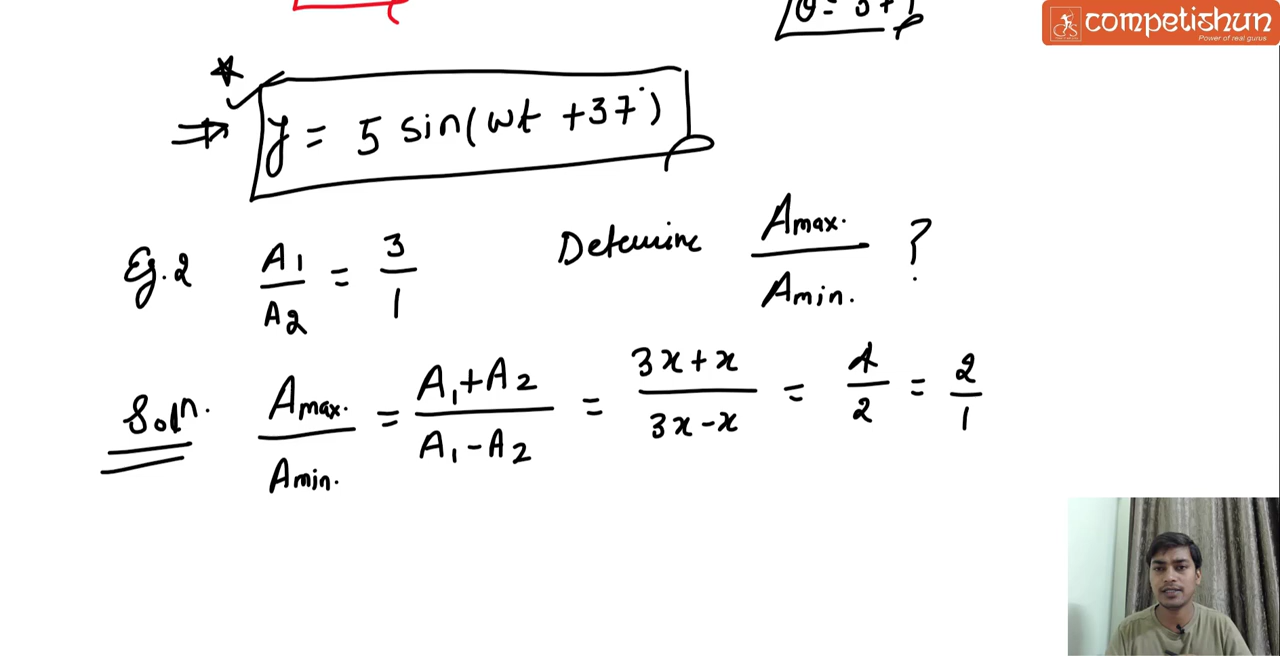 competishun
Power of real gurus
y = 5 sin(wt + 37°)
Eg.2 A1/A2 = 3/1 Determine Amax./Amin. ?
Soln. Amax./Amin. = A1+A2/A1-A2 = 3x+x/3x-x = 4/2 = 2/1